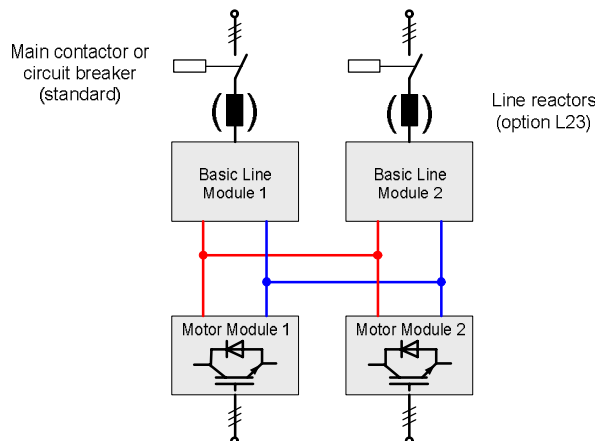 Main contactor or
circuit breaker
(standard)
Line reactors
(option L23)
Basic Line
Module 1
Basic Line
Module 2
Motor Module 1
Motor Module 2